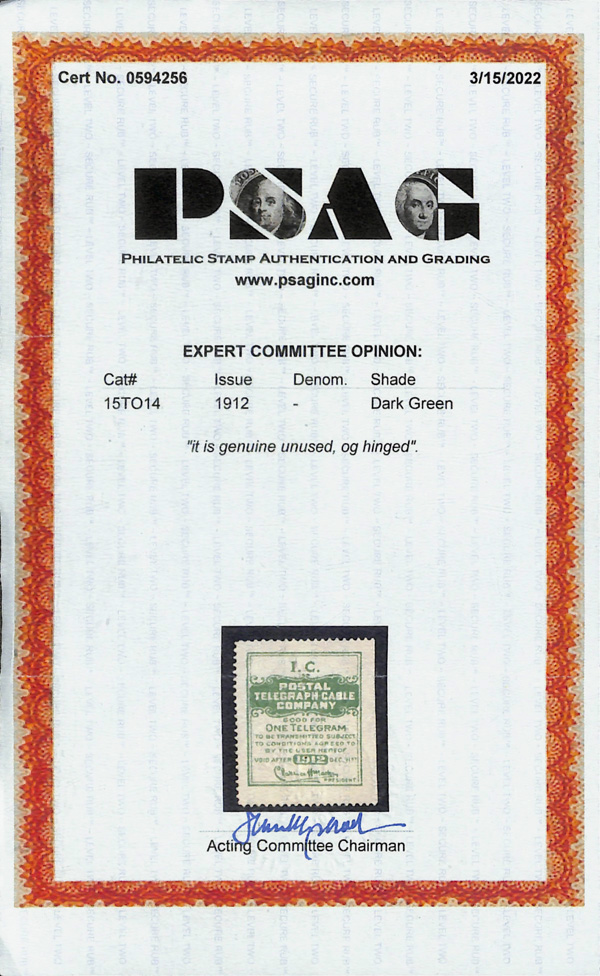 Cert No. 0594256 3/15/2022
PSAG
PHILATELIC STAMP AUTHENTICATION AND GRADING
www.psaginc.com
EXPERT COMMITTEE OPINION:
Cat# Issue Denom. Shade
15TO14 1912 - Dark Green
"it is genuine unused, og hinged".
I.C.
POSTAL
TELEGRAPH-CABLE
COMPANY
GOOD FOR
ONE TELEGRAM
TO BE TRANSMITTED SUBJECT
TO CONDITIONS AGREED TO
BY THE USER HEREOF
VOID AFTER 1912 DEC. 31ST
PRESIDENT
Acting Committee Chairman